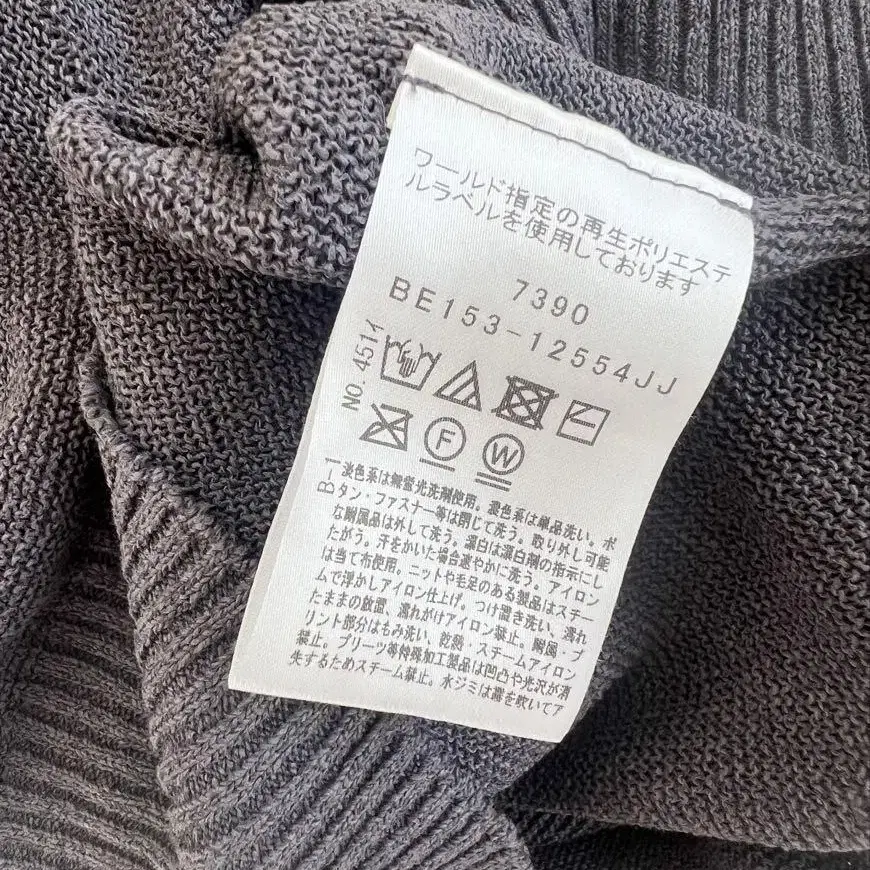 ワールド指定の再生ポリエステ
ルラベルを使用しております
7390
BE153-12554JJ
NO.4514
F
W
B-1
淡色系は無蛍光洗剤使用。濃色系は単品洗い。ボ
タン・ファスナー等は閉じて洗う。取り外し可能
な附属品は外して洗う。漂白は漂白剤の指示にし
たがう。汗をかいた場合速やかに洗う。アイロン
は当て布使用。ニットや毛足のある製品はスチー
ムで浮かしアイロン仕上げ。つけ置き洗い、濡れ
たままの放置、濡れがけアイロン禁止。附属・プ
リント部分はもみ洗い、乾熱・スチームアイロン
禁止。プリーツ等特殊加工製品は凹凸や光沢が消
失するためスチーム禁止。水ジミは霧を吹いてア